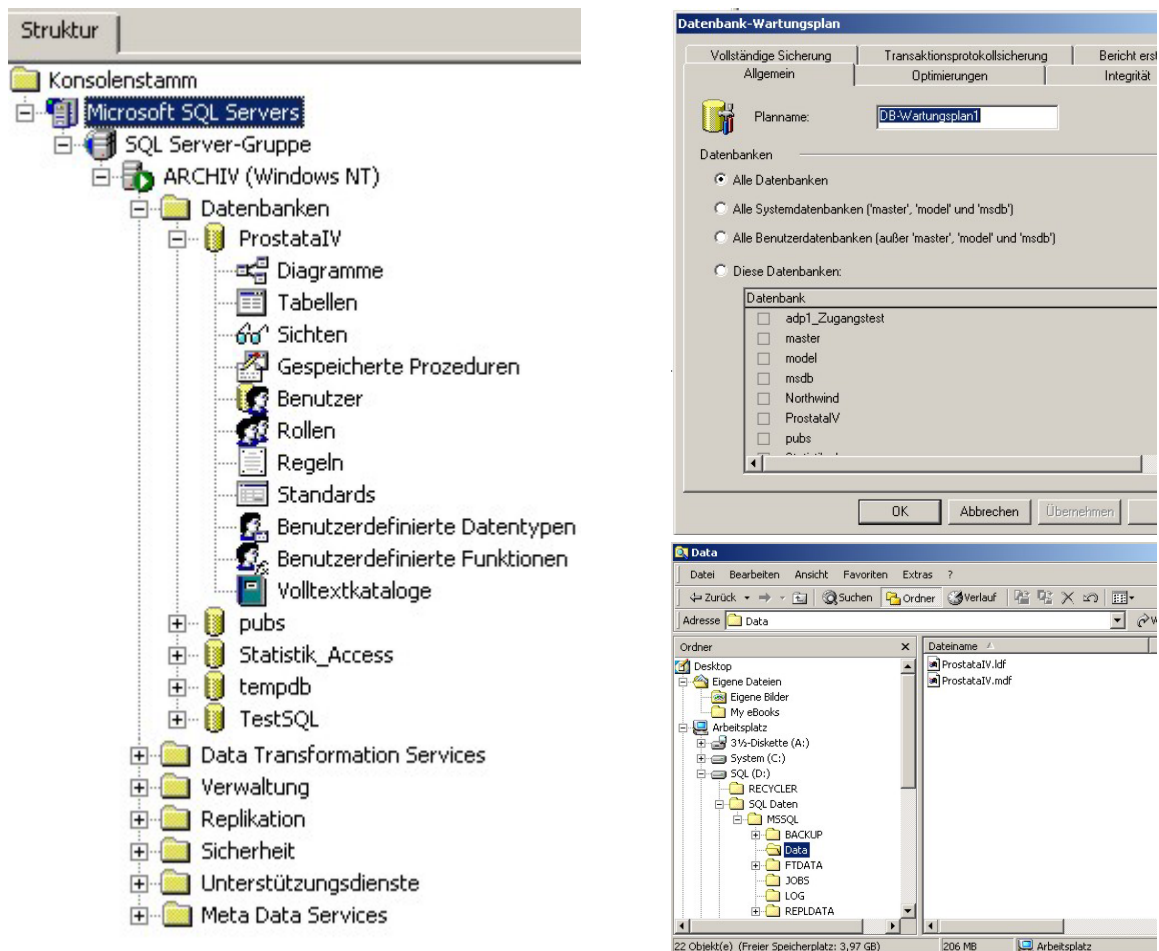 Struktur
Konsolenstamm
Microsoft SQL Servers
SQL Server-Gruppe
ARCHIV (Windows NT)
Datenbanken
ProstataIV
Diagramme
Tabellen
Sichten
Gespeicherte Prozeduren
Benutzer
Rollen
Regeln
Standards
Benutzerdefinierte Datentypen
Benutzerdefinierte Funktionen
Volltextkataloge
pubs
Statistik_Access
tempdb
TestSQL
Data Transformation Services
Verwaltung
Replikation
Sicherheit
Unterstützungsdienste
Meta Data Services
Datenbank-Wartungsplan
Vollständige Sicherung Transaktionsprotokollsicherung Bericht erst
Allgemein Optimierungen Integrität
Planname: DB-Wartungsplan1
Datenbanken
Alle Datenbanken
Alle Systemdatenbanken ('master', 'model' und 'msdb')
Alle Benutzerdatenbanken (außer 'master', 'model' und 'msdb')
Diese Datenbanken:
Datenbank
adp1_Zugangstest
master
model
msdb
Northwind
ProstataIV
pubs
OK Abbrechen Übernehmen
Data
Datei Bearbeiten Ansicht Favoriten Extras ?
Zurück Suchen Ordner Verlauf
Adresse Data
Ordner x Dateiname
Desktop
Eigene Dateien
Eigene Bilder
My eBooks
Arbeitsplatz
3½-Diskette (A:)
System (C:)
SQL (D:)
RECYCLER
SQL Daten
MSSQL
BACKUP
Data
FTDATA
JOBS
LOG
REPLDATA
ProstataIV.ldf
ProstataIV.mdf
22 Objekt(e) (Freier Speicherplatz: 3,97 GB) 206 MB Arbeitsplatz